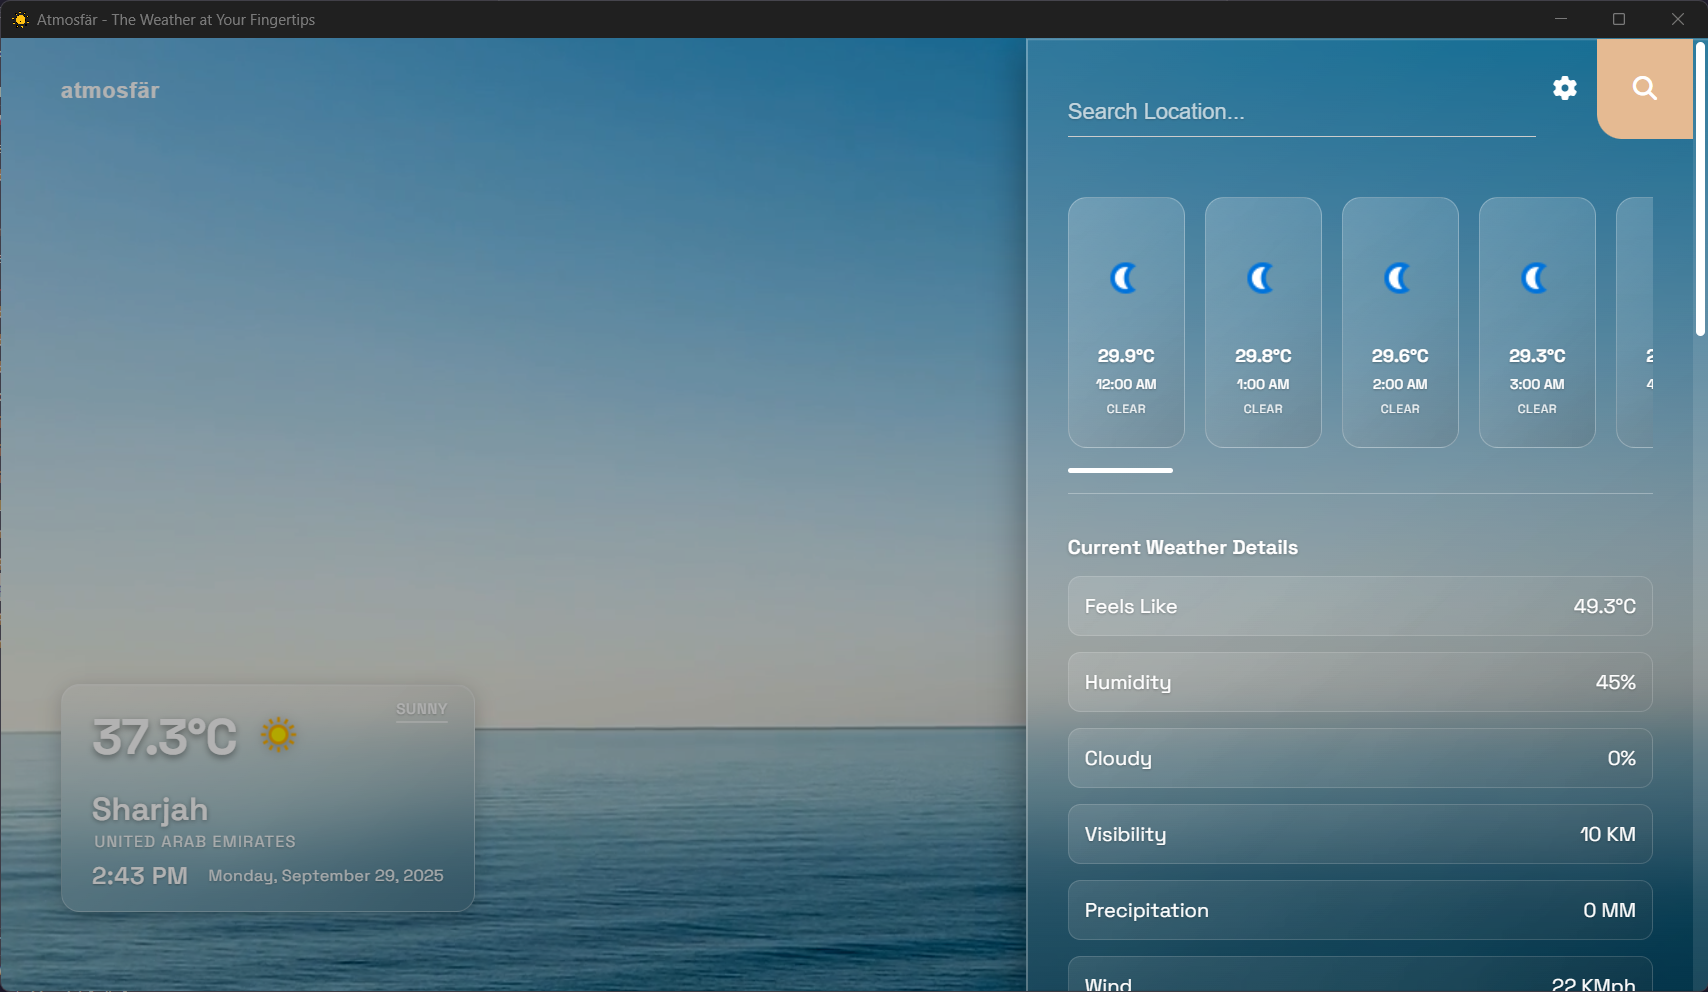 Atmosfär - The Weather at Your Fingertips
atmosfär
Search Location...
29.9°C
12:00 AM
CLEAR
29.8°C
1:00 AM
CLEAR
29.6°C
2:00 AM
CLEAR
29.3°C
3:00 AM
CLEAR
Current Weather Details
Feels Like 49.3°C
Humidity 45%
Cloudy 0%
Visibility 10 KM
Precipitation 0 MM
Wind 22 KMph
SUNNY
37.3°C
Sharjah
UNITED ARAB EMIRATES
2:43 PM Monday, September 29, 2025